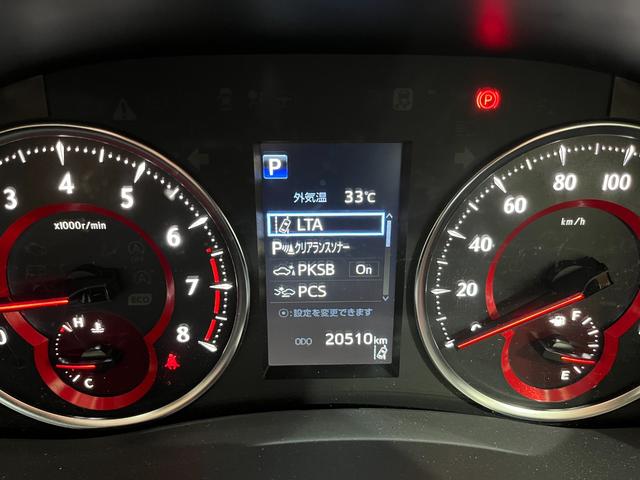 P
外気温 33℃
LTA
P クリアランスソナー
PKSB On
PCS
:設定を変更できます
ODO 20510km
3 4 5 6 7 8
x1000r/min
ECO
H
C
0
20 40 60 80 100
km/h
F
E
P